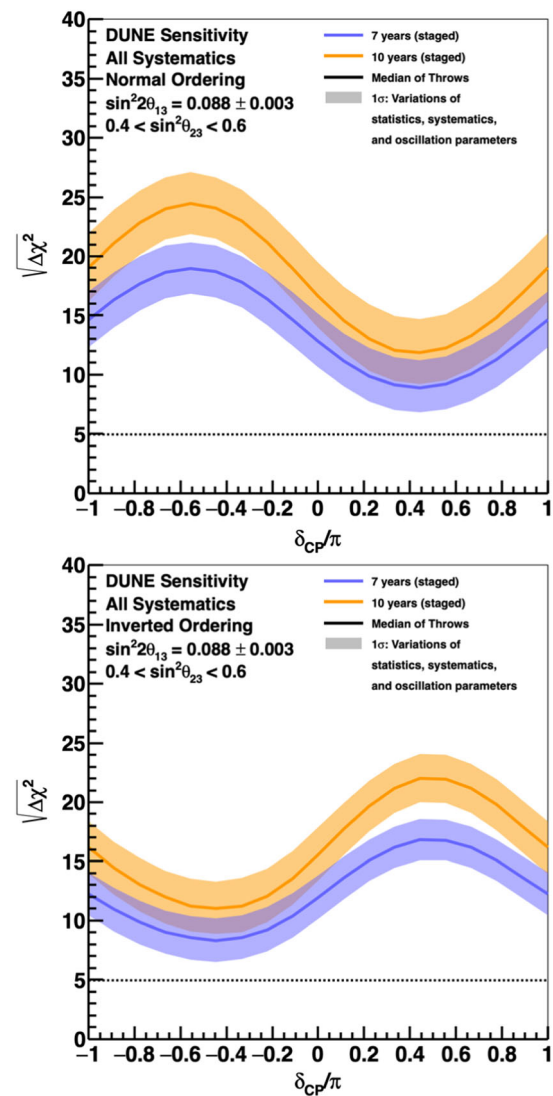 40
35
30
25
20
15
10
5
0
√Δχ²
DUNE Sensitivity
All Systematics
Normal Ordering
sin²2θ₁₃ = 0.088 ± 0.003
0.4 < sin²θ₂₃ < 0.6
7 years (staged)
10 years (staged)
Median of Throws
1σ: Variations of
statistics, systematics,
and oscillation parameters
−1 −0.8 −0.6 −0.4 −0.2 0 0.2 0.4 0.6 0.8 1
δCP/π
40
35
30
25
20
15
10
5
0
√Δχ²
DUNE Sensitivity
All Systematics
Inverted Ordering
sin²2θ₁₃ = 0.088 ± 0.003
0.4 < sin²θ₂₃ < 0.6
7 years (staged)
10 years (staged)
Median of Throws
1σ: Variations of
statistics, systematics,
and oscillation parameters
−1 −0.8 −0.6 −0.4 −0.2 0 0.2 0.4 0.6 0.8 1
δCP/π